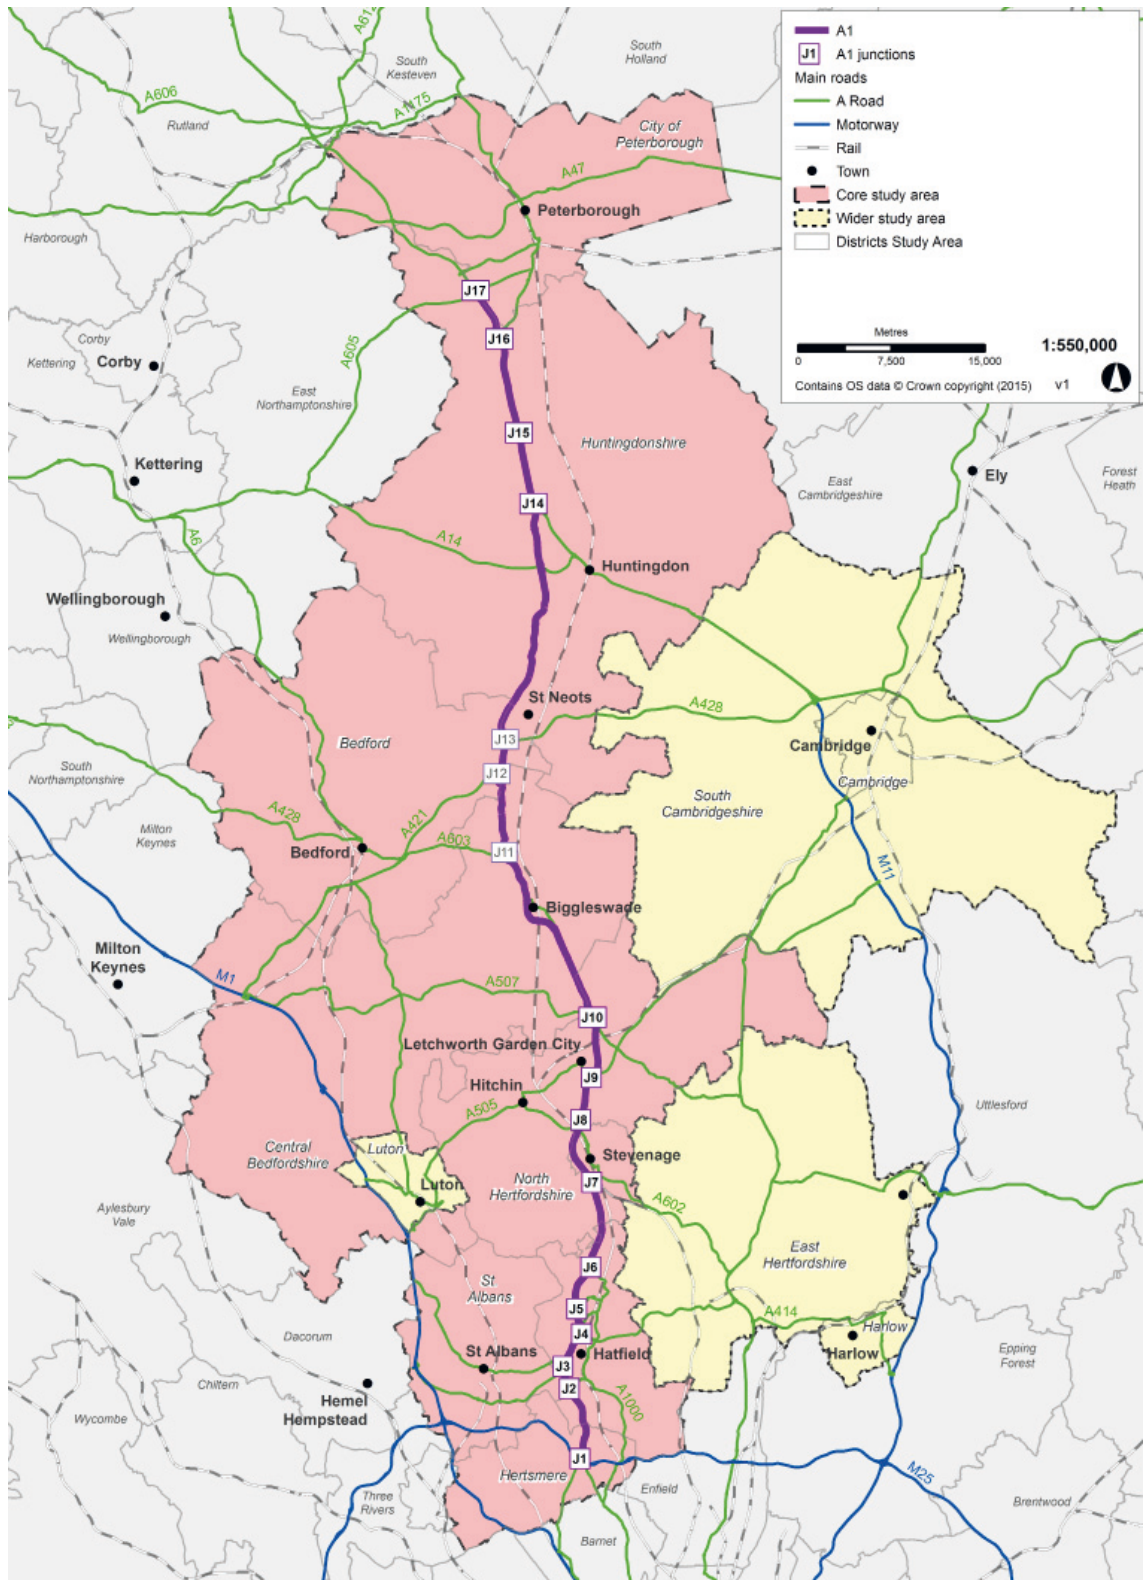 A1
J1
A1 junctions
Main roads
A Road
Motorway
Rail
Town
Core study area
Wider study area
Districts Study Area
Metres
0
7,500
15,000
1:550,000
Contains OS data © Crown copyright (2015)
v1
A612
South
Holland
South
Kesteven
A606
A1175
Rutland
City of
Peterborough
A47
Peterborough
Harborough
J17
J16
A605
Corby
Kettering
Corby
East
Northamptonshire
J15
Huntingdonshire
Kettering
Ely
East
Cambridgeshire
Forest
Heath
J14
A6
A14
Huntingdon
Wellingborough
Wellingborough
St Neots
A428
J13
Bedford
Cambridge
South
Northamptonshire
J12
Cambridge
South
Cambridgeshire
A428
A421
Milton
Keynes
A603
Bedford
J11
M11
Biggleswade
Milton
Keynes
M1
A507
J10
Letchworth Garden City
J9
Hitchin
A505
J8
Uttlesford
Central
Bedfordshire
Luton
Stevenage
North
Hertfordshire
J7
Luton
A602
Aylesbury
Vale
East
Hertfordshire
J6
St
Albans
J5
A414
J4
Harlow
Dacorum
St Albans
Hatfield
Harlow
Epping
Forest
J3
Chiltern
J2
Hemel
Hempstead
A1000
Wycombe
J1
Hertsmere
M25
Three
Rivers
Enfield
Brentwood
Barnet